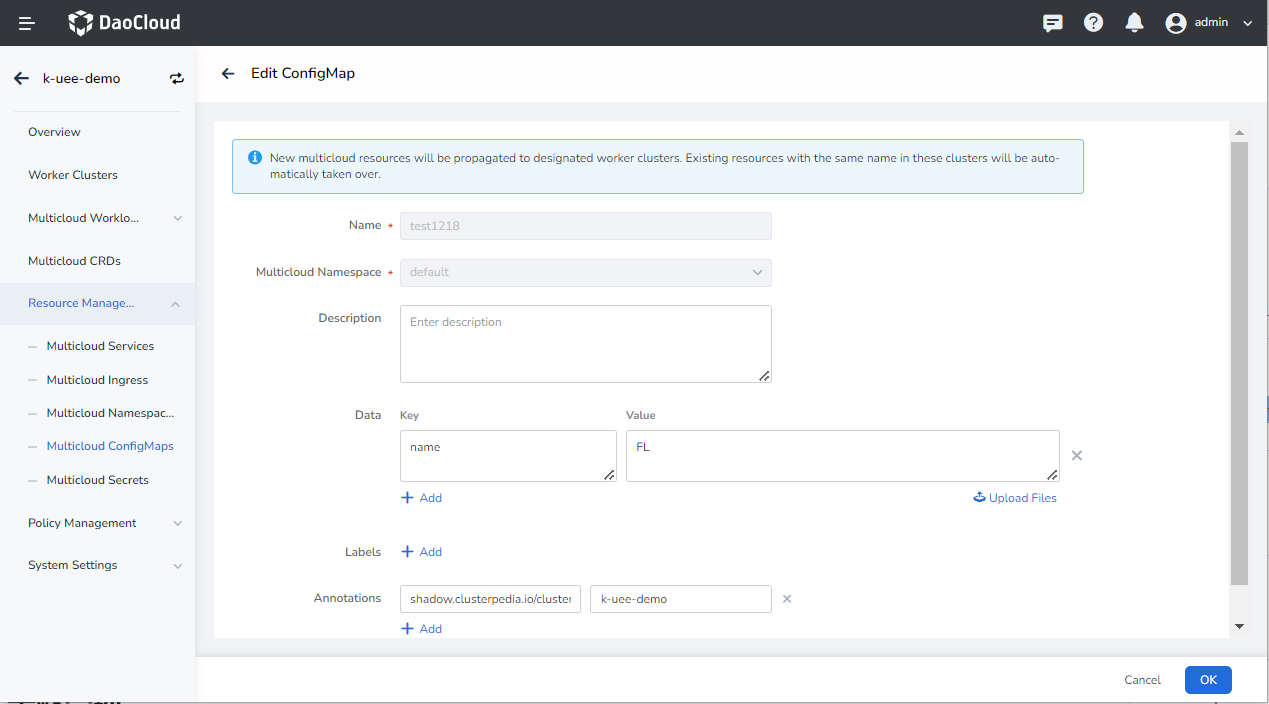 DaoCloud
admin
k-uee-demo
Edit ConfigMap
Overview
Worker Clusters
Multicloud Worklo...
Multicloud CRDs
Resource Manage...
Multicloud Services
Multicloud Ingress
Multicloud Namespac...
Multicloud ConfigMaps
Multicloud Secrets
Policy Management
System Settings
New multicloud resources will be propagated to designated worker clusters. Existing resources with the same name in these clusters will be auto-
matically taken over.
Name * test1218
Multicloud Namespace * default
Description Enter description
Data Key Value
name FL
+ Add Upload Files
Labels + Add
Annotations shadow.clusterpedia.io/cluster k-uee-demo
+ Add
Cancel OK